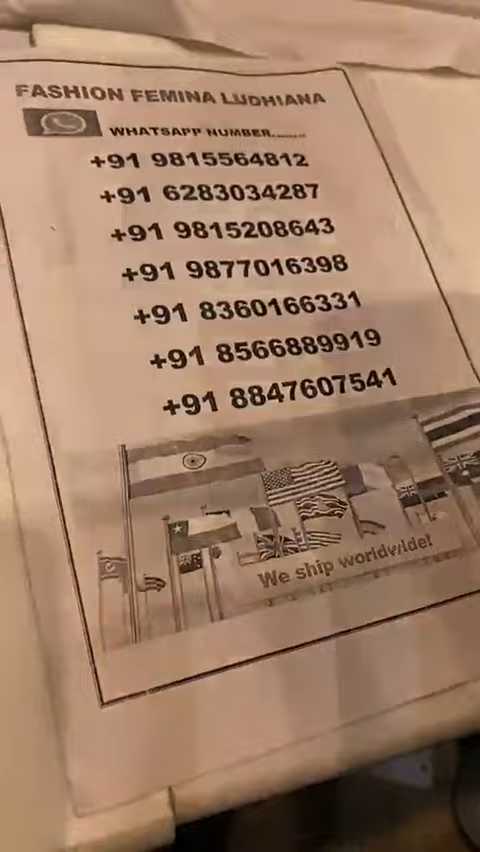 FASHION FEMINA LUDHIANA
WHATSAPP NUMBER.......
+91 9815564812
+91 6283034287
+91 9815208643
+91 9877016398
+91 8360166331
+91 8566889919
+91 8847607541
We ship worldwide!